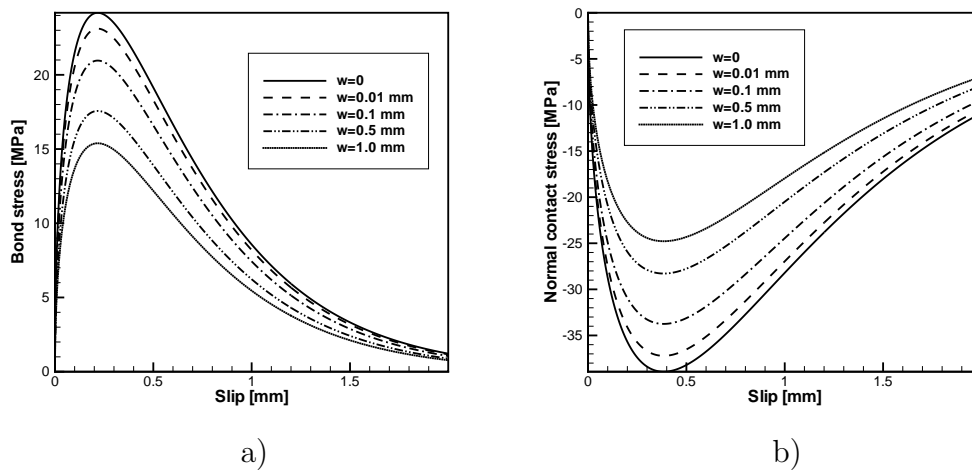 Bond stress [MPa]
20
15
10
5
0
w=0
w=0.01 mm
w=0.1 mm
w=0.5 mm
w=1.0 mm
0
0.5
1
1.5
Slip [mm]
a)
Normal contact stress [MPa]
0
-5
-10
-15
-20
-25
-30
-35
w=0
w=0.01 mm
w=0.1 mm
w=0.5 mm
w=1.0 mm
0
0.5
1
1.5
Slip [mm]
b)